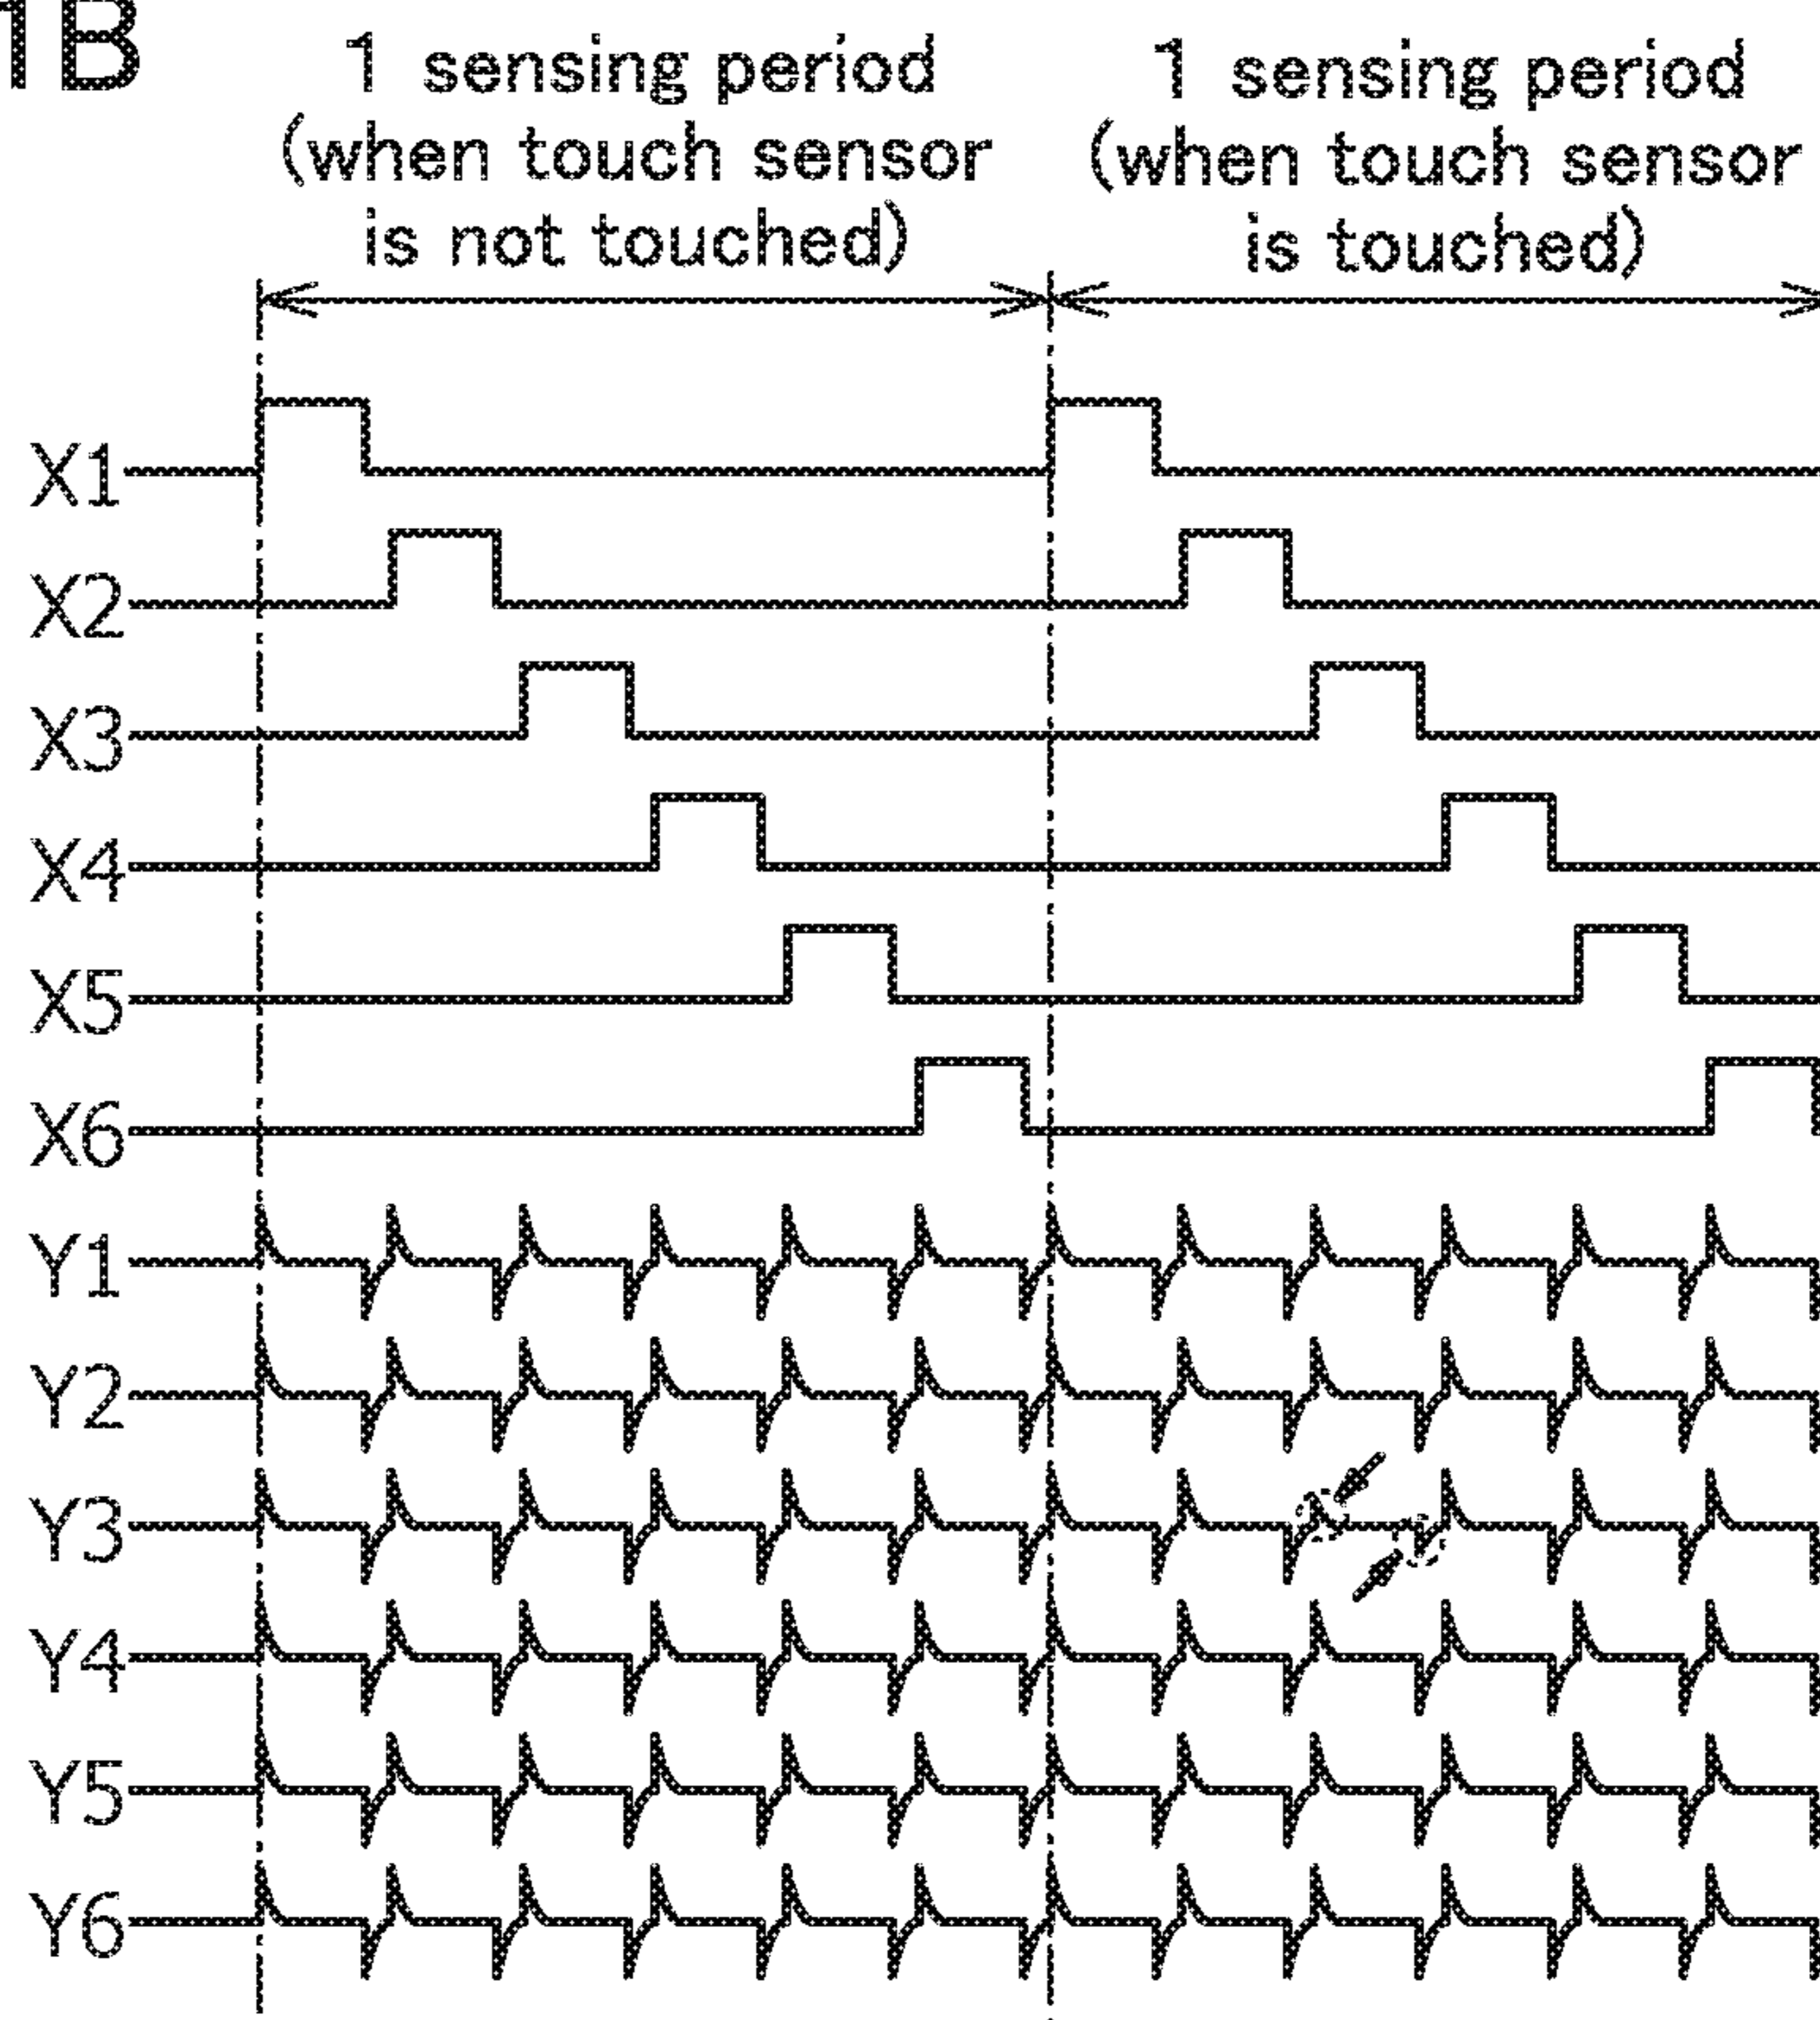 1B
1 sensing period
(when touch sensor
is not touched)
1 sensing period
(when touch sensor
is touched)
X1
X2
X3
X4
X5
X6
Y1
Y2
Y3
Y4
Y5
Y6